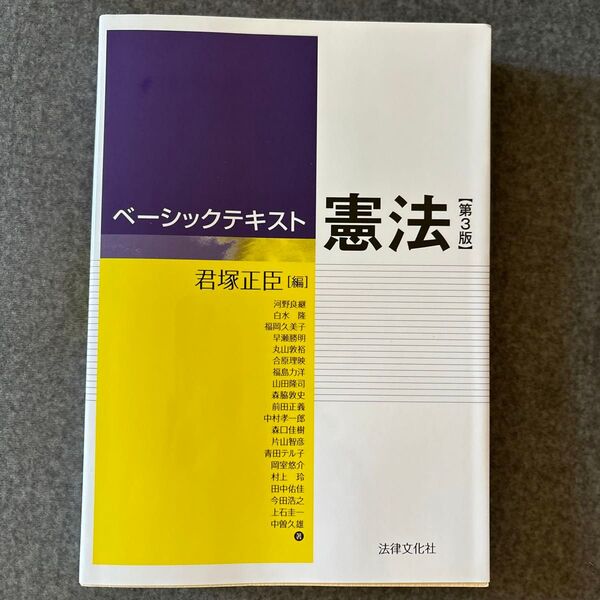 ベーシックテキスト
憲法
【第3版】
君塚正臣[編]
河野良継
白水 隆
福岡久美子
早瀬勝明
丸山敦裕
合原理映
福島力洋
山田隆司
森脇敦史
前田正義
中村孝一郎
森口佳樹
片山智彦
青田テル子
岡室悠介
村上 玲
田中佑佳
今田浩之
上石圭一
中曽久雄
著
法律文化社